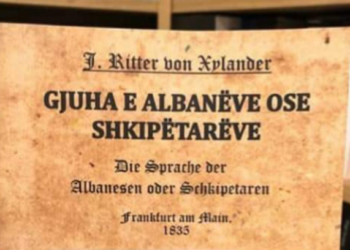 J. Ritter von Xylander
GJUHA E ALBANËVE OSE
SHKIPËTARËVE
Die Sprache der
Albanesen oder Schkipetaren
Frankfurt am Main,
1835